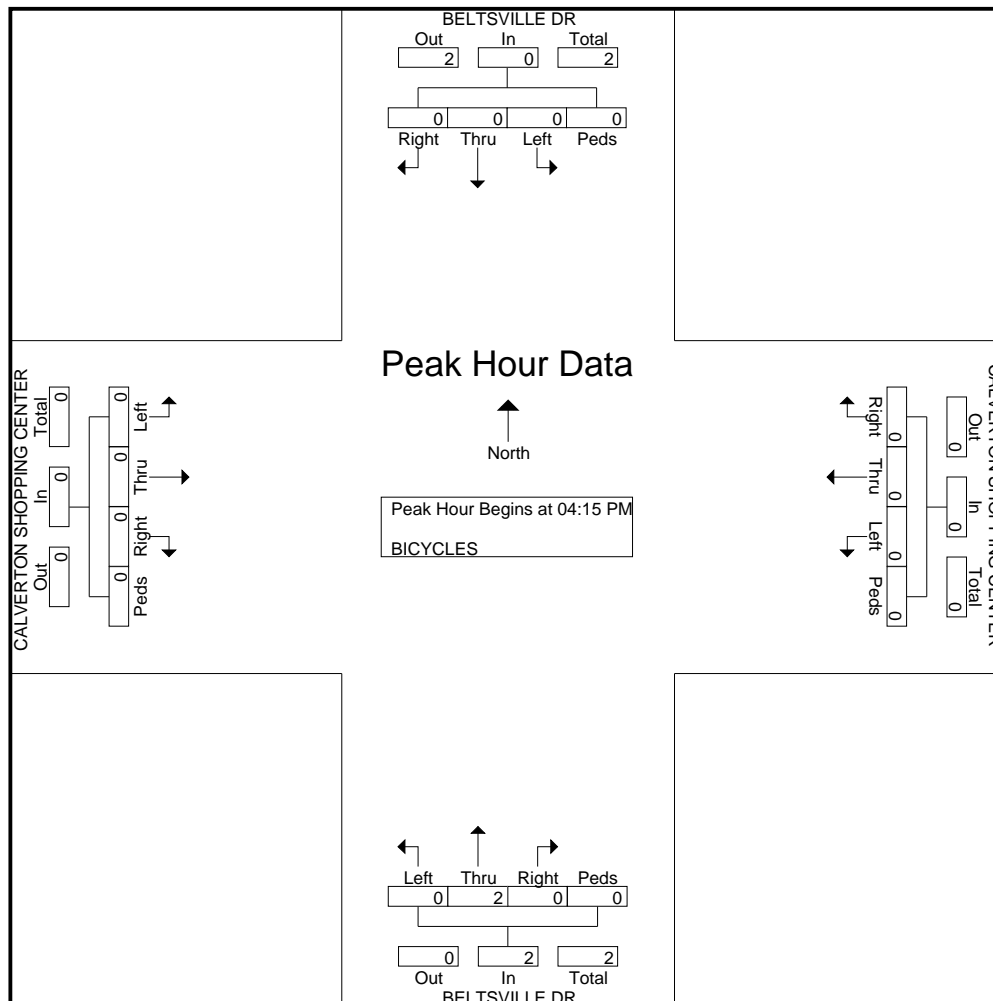 BELTSVILLE DR
Out In Total
2 0 2
0 0 0 0
Right Thru Left Peds
Peak Hour Data
North
Peak Hour Begins at 04:15 PM
BICYCLES
CALVERTON SHOPPING CENTER
Total In Out
0 0 0
0 0 0 0
Left Thru Right Peds
Right Thru Left Peds
0 0 0 0
Out In Total
0 0 0
CALVERTON SHOPPING CENTER
Left Thru Right Peds
0 2 0 0
0 2 2
Out In Total
BELTSVILLE DR